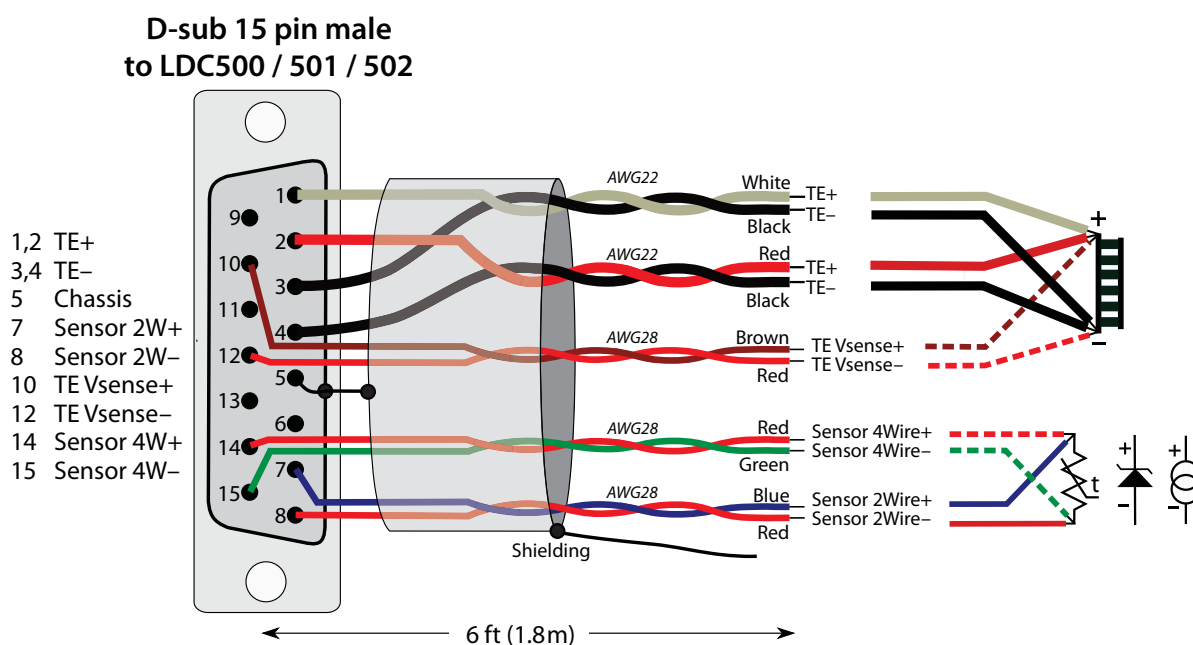 D-sub 15 pin male
to LDC500 / 501 / 502
1,2 TE+
3,4 TE–
5 Chassis
7 Sensor 2W+
8 Sensor 2W–
10 TE Vsense+
12 TE Vsense–
14 Sensor 4W+
15 Sensor 4W–
1
9
2
10
3
11
4
12
5
13
6
14
7
15
8
AWG22
White
TE+
TE–
Black
AWG22
Red
TE+
TE–
Black
AWG28
Brown
TE Vsense+
TE Vsense–
Red
AWG28
Red
Sensor 4Wire+
Sensor 4Wire–
Green
AWG28
Blue
Sensor 2Wire+
Sensor 2Wire–
Red
Shielding
+
–
t
+
–
+
–
6 ft (1.8m)